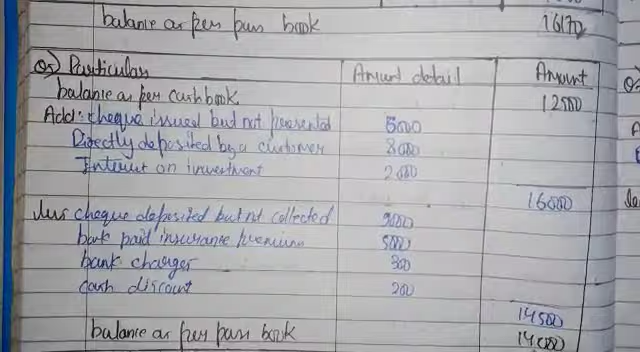 balance as per pass book 16170
Q5) Particulars Amount detail Amount
balance as per cash book 12500
Add: cheque issued but not presented 6000
Directly deposited by a customer 8000
Interest on investment 2000
16000
Less cheque deposited but not collected 9000
bank paid insurance premium 5000
bank charges 300
cash discount 200
14500
balance as per pass book 14000